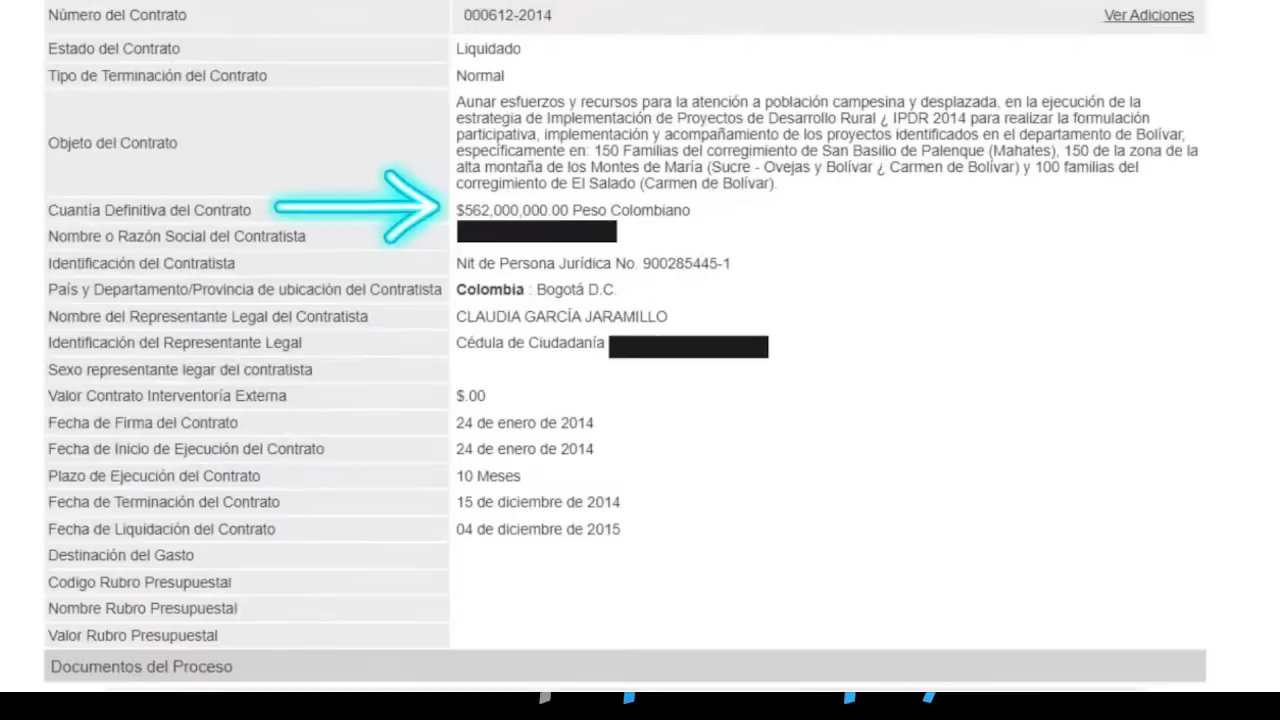 Número del Contrato 000612-2014 Ver Adiciones
Estado del Contrato Liquidado
Tipo de Terminación del Contrato Normal
Objeto del Contrato
Aunar esfuerzos y recursos para la atención a población campesina y desplazada, en la ejecución de la
estrategia de Implementación de Proyectos de Desarrollo Rural ¿ IPDR 2014 para realizar la formulación
participativa, implementación y acompañamiento de los proyectos identificados en el departamento de Bolívar,
específicamente en: 150 Familias del corregimiento de San Basilio de Palenque (Mahates), 150 de la zona de la
alta montaña de los Montes de María (Sucre - Ovejas y Bolívar ¿ Carmen de Bolívar) y 100 familias del
corregimiento de El Salado (Carmen de Bolívar).
Cuantía Definitiva del Contrato $562,000,000.00 Peso Colombiano
Nombre o Razón Social del Contratista
Identificación del Contratista Nit de Persona Jurídica No. 900285445-1
País y Departamento/Provincia de ubicación del Contratista Colombia : Bogotá D.C.
Nombre del Representante Legal del Contratista CLAUDIA GARCÍA JARAMILLO
Identificación del Representante Legal Cédula de Ciudadanía
Sexo representante legar del contratista
Valor Contrato Interventoría Externa $.00
Fecha de Firma del Contrato 24 de enero de 2014
Fecha de Inicio de Ejecución del Contrato 24 de enero de 2014
Plazo de Ejecución del Contrato 10 Meses
Fecha de Terminación del Contrato 15 de diciembre de 2014
Fecha de Liquidación del Contrato 04 de diciembre de 2015
Destinación del Gasto
Codigo Rubro Presupuestal
Nombre Rubro Presupuestal
Valor Rubro Presupuestal
Documentos del Proceso